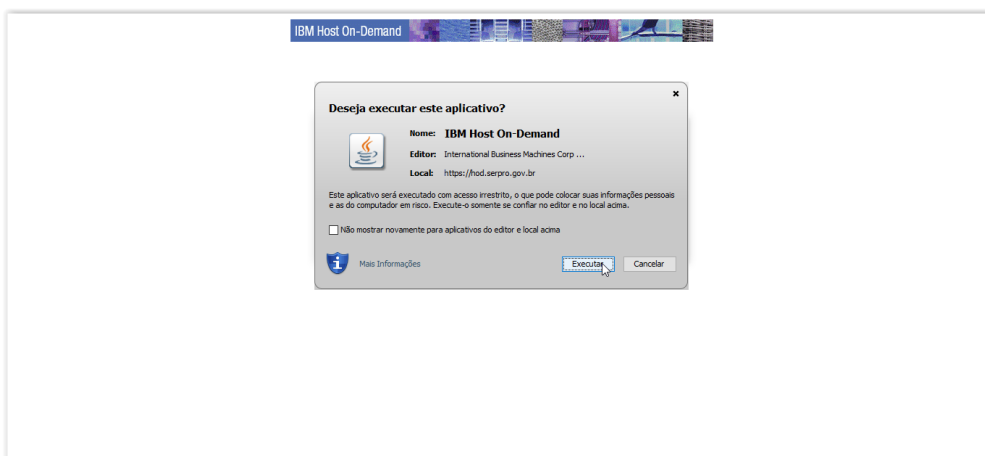 IBM Host On-Demand
Deseja executar este aplicativo?
Nome: IBM Host On-Demand
Editor: International Business Machines Corp ...
Local: https://hod.serpro.gov.br
Este aplicativo será executado com acesso irrestrito, o que pode colocar suas informações pessoais
e as do computador em risco. Execute-o somente se confiar no editor e no local acima.
Não mostrar novamente para aplicativos do editor e local acima
Mais Informações
Executar
Cancelar